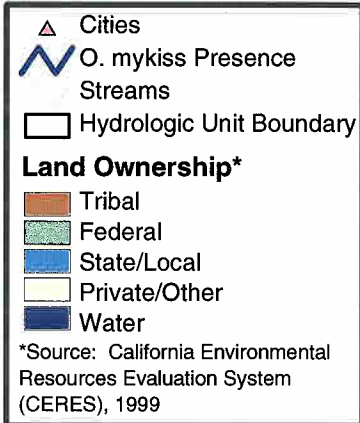 Cities
O. mykiss Presence
Streams
Hydrologic Unit Boundary
Land Ownership*
Tribal
Federal
State/Local
Private/Other
Water
*Source: California Environmental
Resources Evaluation System
(CERES), 1999